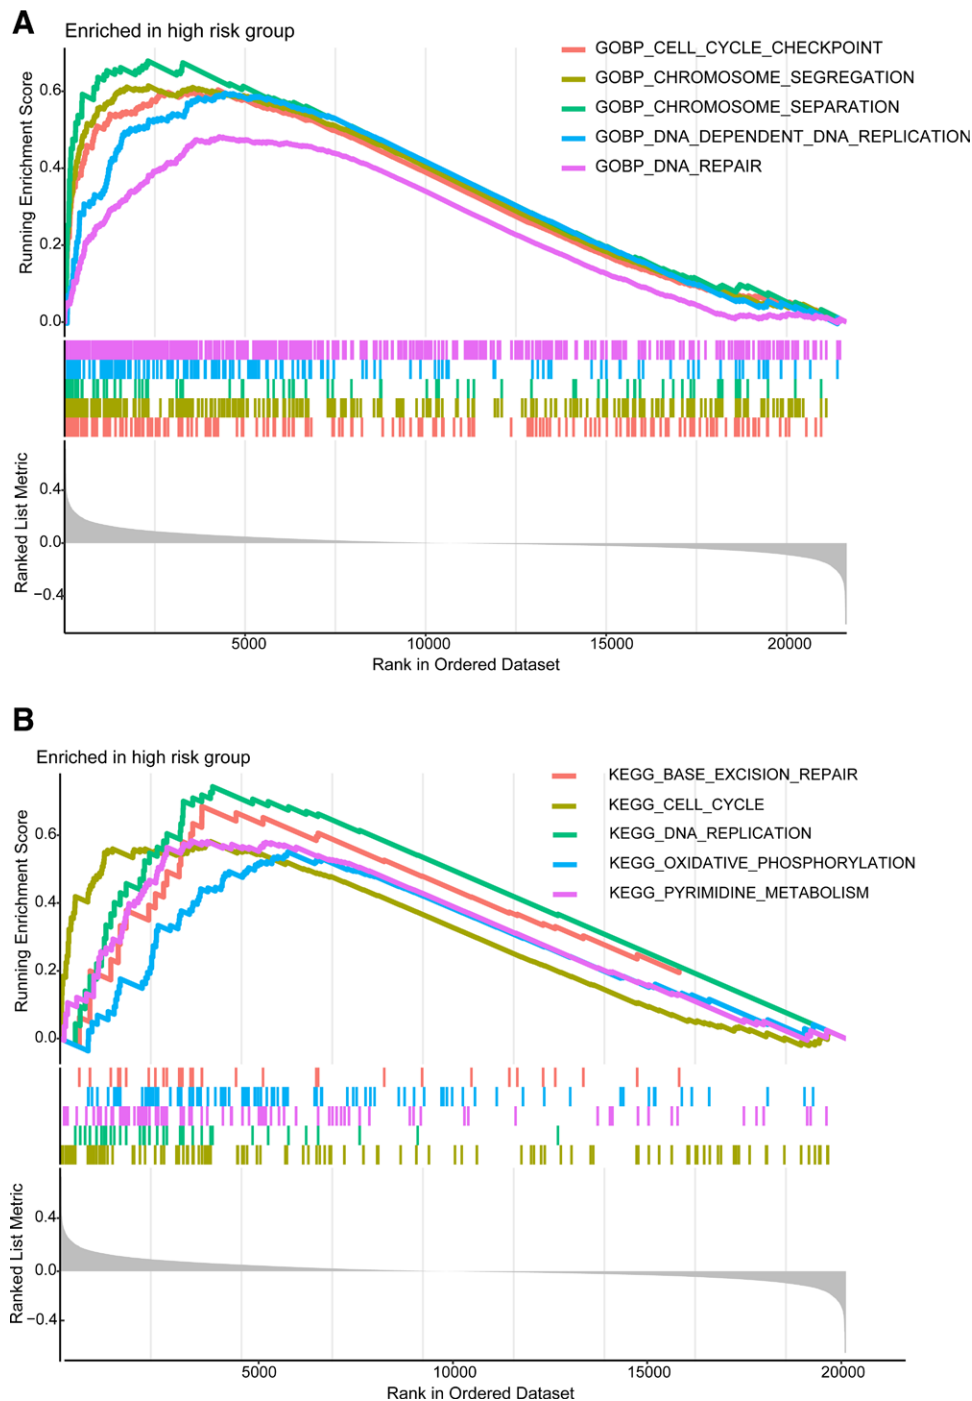 A
Enriched in high risk group
GOBP_CELL_CYCLE_CHECKPOINT
GOBP_CHROMOSOME_SEGREGATION
GOBP_CHROMOSOME_SEPARATION
GOBP_DNA_DEPENDENT_DNA_REPLICATION
GOBP_DNA_REPAIR
Running Enrichment Score
0.6
0.4
0.2
0.0
Ranked List Metric
0.4
0.0
−0.4
5000 10000 15000 20000
Rank in Ordered Dataset
B
Enriched in high risk group
KEGG_BASE_EXCISION_REPAIR
KEGG_CELL_CYCLE
KEGG_DNA_REPLICATION
KEGG_OXIDATIVE_PHOSPHORYLATION
KEGG_PYRIMIDINE_METABOLISM
Running Enrichment Score
0.6
0.4
0.2
0.0
Ranked List Metric
0.4
0.0
−0.4
5000 10000 15000 20000
Rank in Ordered Dataset